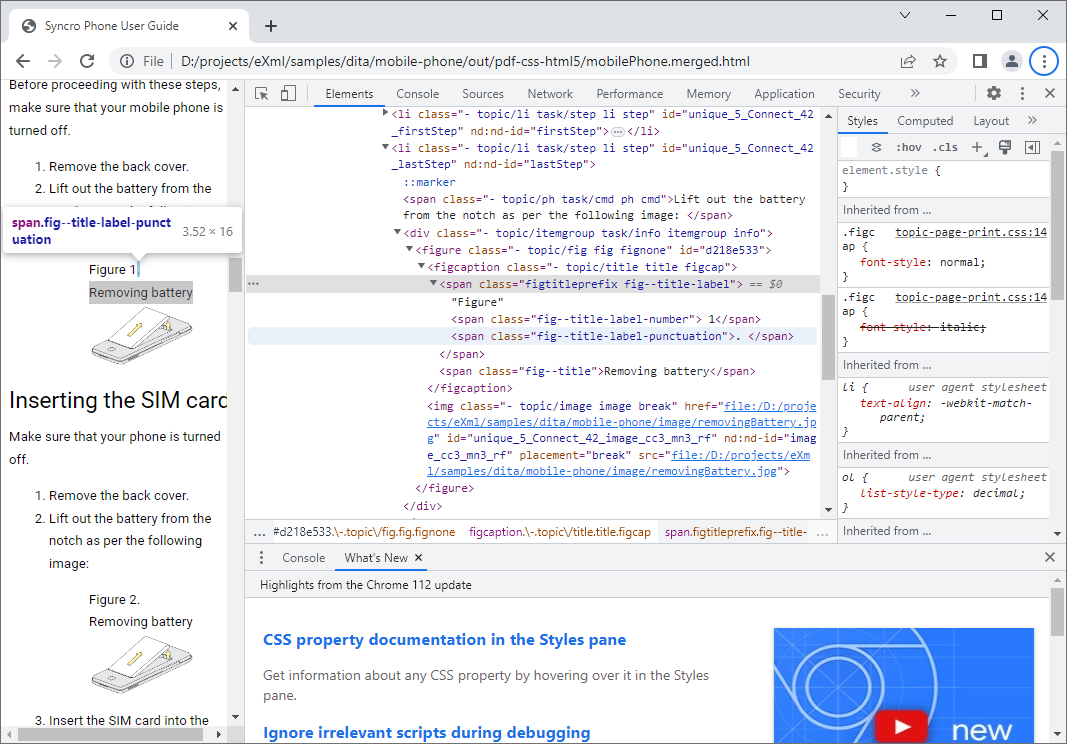 Syncro Phone User Guide
File
D:/projects/eXml/samples/dita/mobile-phone/out/pdf-css-html5/mobilePhone.merged.html
Before proceeding with these steps,
make sure that your mobile phone is
turned off.
1. Remove the back cover.
2. Lift out the battery from the
span.fig--title-label-punct
uation
3.52 × 16
Figure 1.
Removing battery
Inserting the SIM card
Make sure that your phone is turned
off.
1. Remove the back cover.
2. Lift out the battery from the
notch as per the following
image:
Figure 2.
Removing battery
3. Insert the SIM card into the
Elements Console Sources Network Performance Memory Application Security »
<li class="- topic/li task/step li step" id="unique_5_Connect_42
_firstStep" nd:nd-id="firstStep">…</li>
<li class="- topic/li task/step li step" id="unique_5_Connect_42
_lastStep" nd:nd-id="lastStep">
::marker
<span class="- topic/ph task/cmd ph cmd">Lift out the battery
from the notch as per the following image: </span>
<div class="- topic/itemgroup task/info itemgroup info">
<figure class="- topic/fig fig fignone" id="d218e533">
<figcaption class="- topic/title title figcap">
… <span class="figtitleprefix fig--title-label"> == $0
"Figure"
<span class="fig--title-label-number"> 1</span>
<span class="fig--title-label-punctuation">. </span>
</span>
<span class="fig--title">Removing battery</span>
</figcaption>
<img class="- topic/image image break" href="file:/D:/proje
cts/eXml/samples/dita/mobile-phone/image/removingBattery.jp
g" id="unique_5_Connect_42_image_cc3_mn3_rf" nd:nd-id="imag
e_cc3_mn3_rf" placement="break" src="file:/D:/projects/eXm
l/samples/dita/mobile-phone/image/removingBattery.jpg">
</figure>
</div>
… #d218e533.\-.topic\/fig.fig.fignone figcaption.\-.topic\/title.title.figcap span.figtitleprefix.fig--title- …
Styles Computed Layout »
:hov .cls +
element.style {
}
Inherited from ...
.figc topic-page-print.css:14
ap {
font-style: normal;
}
.figc topic-page-print.css:14
ap {
font-style: italic;
}
Inherited from ...
li { user agent stylesheet
text-align: -webkit-match-
parent;
}
Inherited from ...
ol { user agent stylesheet
list-style-type: decimal;
}
Inherited from ...
Console What's New
Highlights from the Chrome 112 update
CSS property documentation in the Styles pane
Get information about any CSS property by hovering over it in the Styles
pane.
Ignore irrelevant scripts during debugging
new